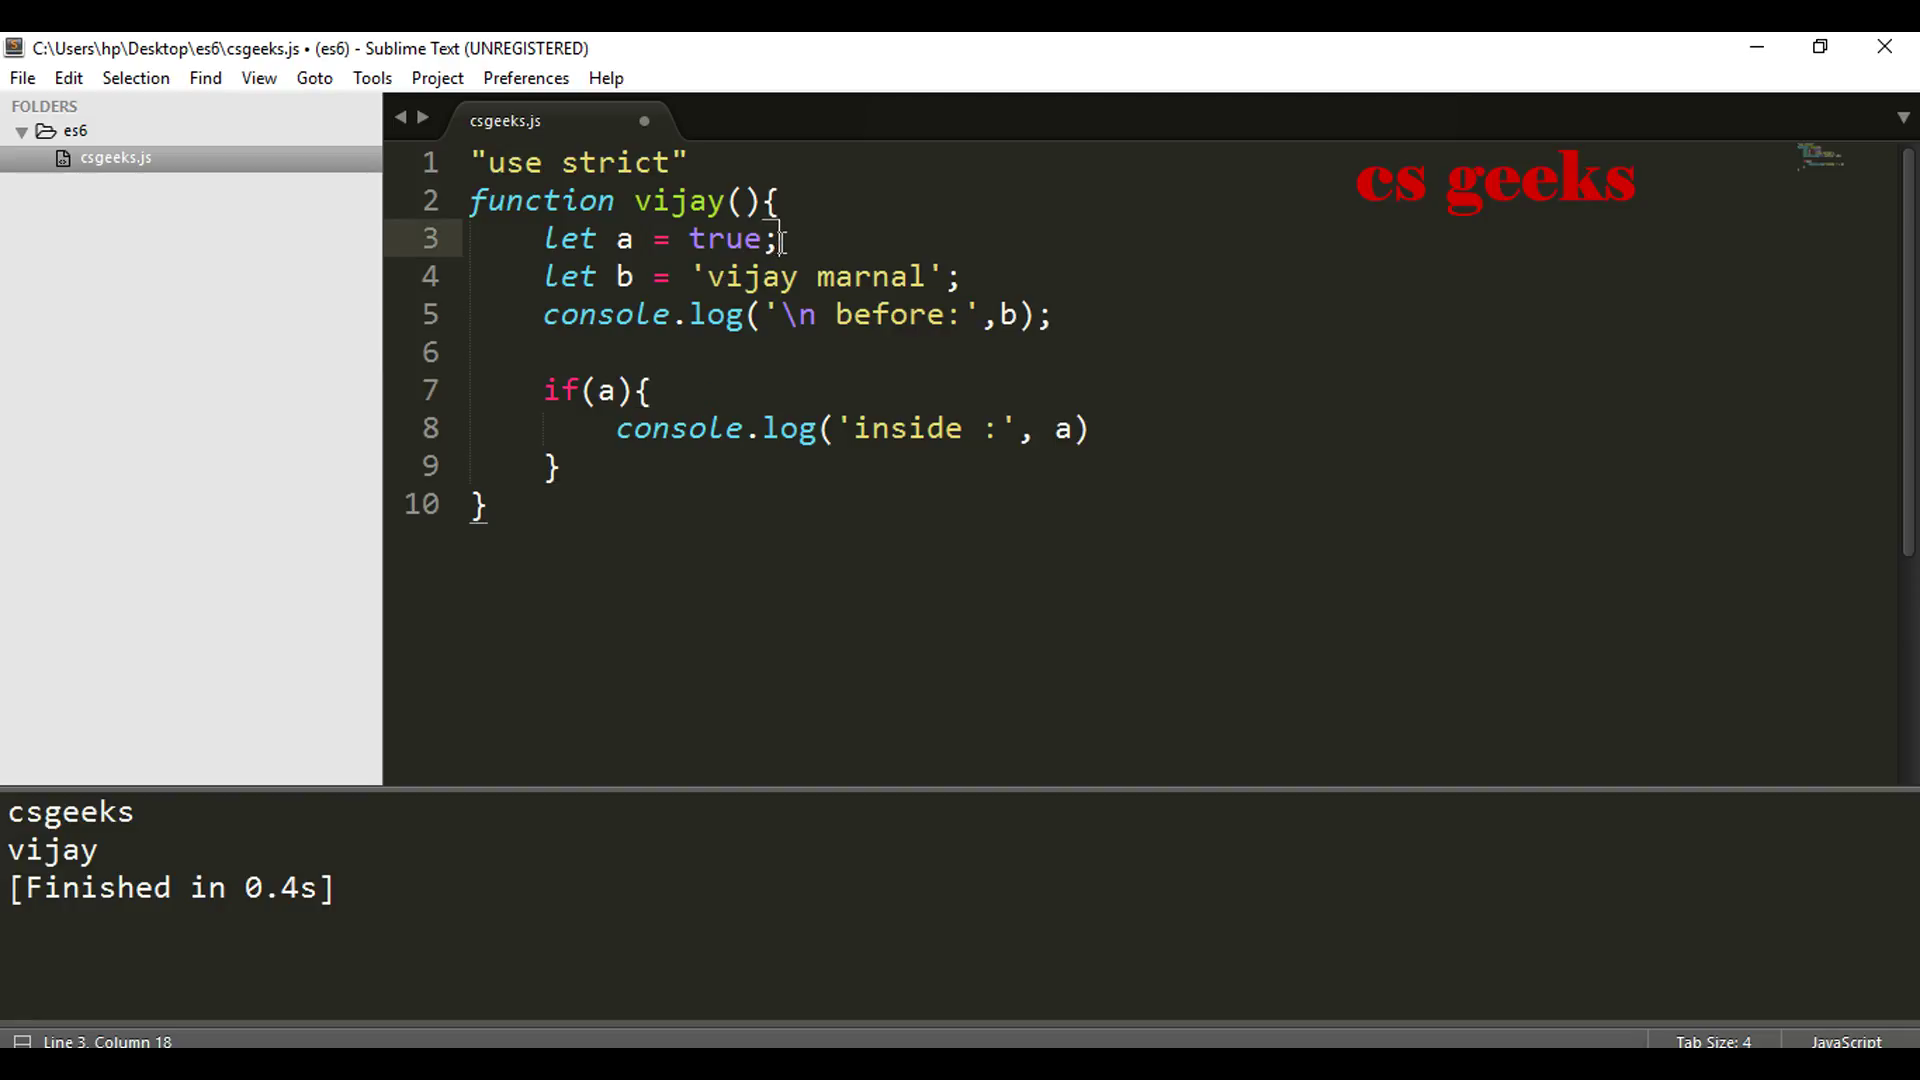 C:\Users\hp\Desktop\es6\csgeeks.js • (es6) - Sublime Text (UNREGISTERED)
File Edit Selection Find View Goto Tools Project Preferences Help
FOLDERS
es6
csgeeks.js
csgeeks.js
cs geeks
1 "use strict"
2 function vijay(){
3     let a = true;
4     let b = 'vijay marnal';
5     console.log('\n before:',b);
6
7     if(a){
8         console.log('inside :', a)
9     }
10 }
csgeeks
vijay
[Finished in 0.4s]
Line 3, Column 18 Tab Size: 4 JavaScript